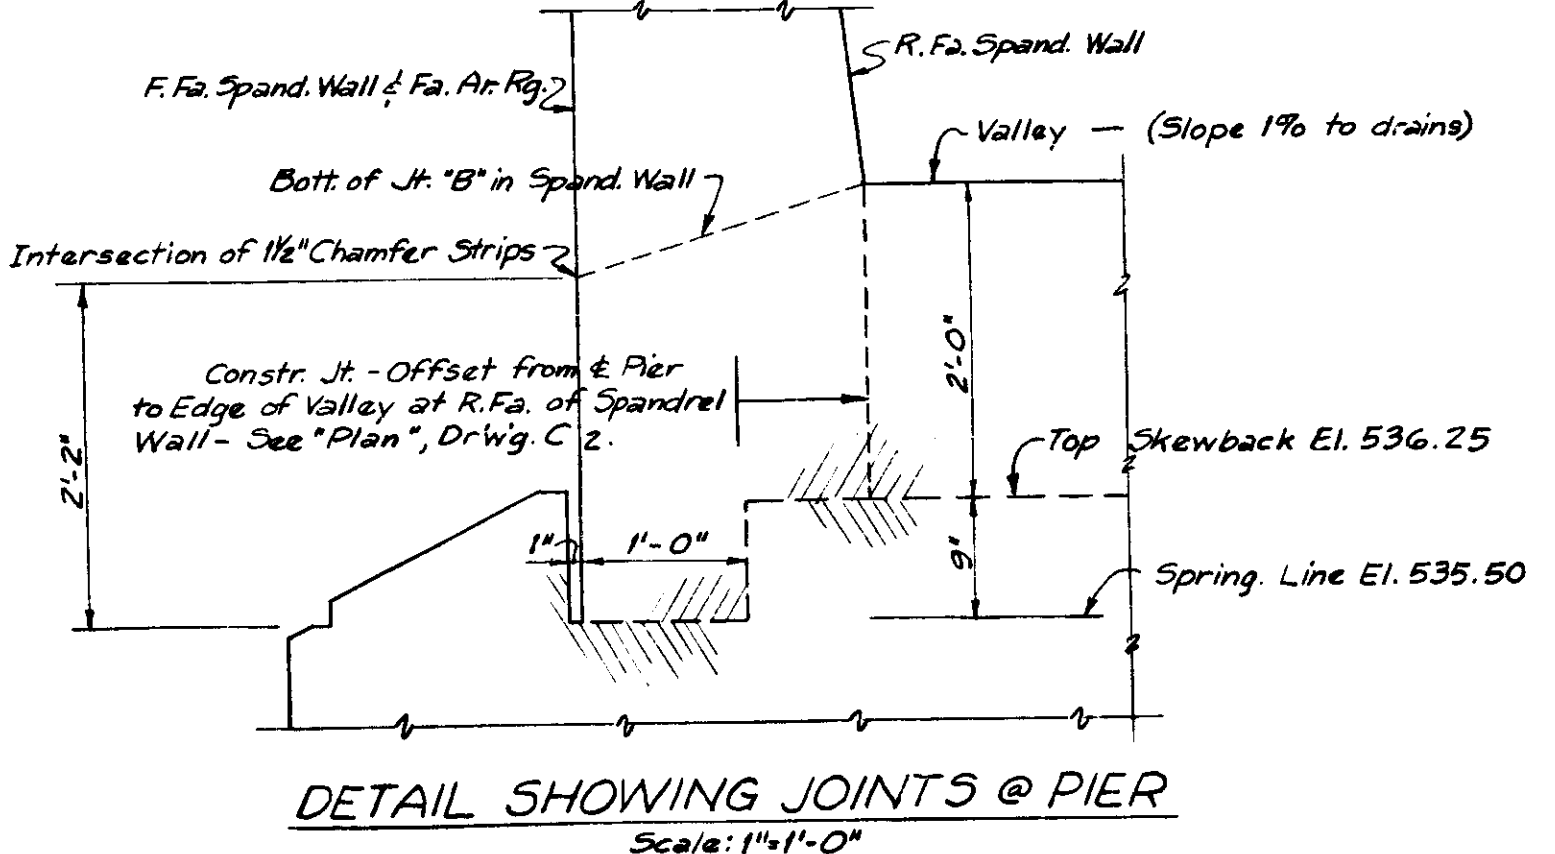 F. Fa. Spand. Wall & Fa. Ar. Rg.
R. Fa. Spand. Wall
Valley — (Slope 1% to drains)
Bott. of Jt. "B" in Spand. Wall
Intersection of 1½" Chamfer Strips
Constr. Jt. - Offset from ℄ Pier
to Edge of Valley at R. Fa. of Spandrel
Wall - See "Plan", Drw'g. C 2.
2'-2"
2'-0"
Top Skewback El. 536.25
1"
1'-0"
9"
Spring. Line El. 535.50
DETAIL SHOWING JOINTS @ PIER
Scale: 1"=1'-0"